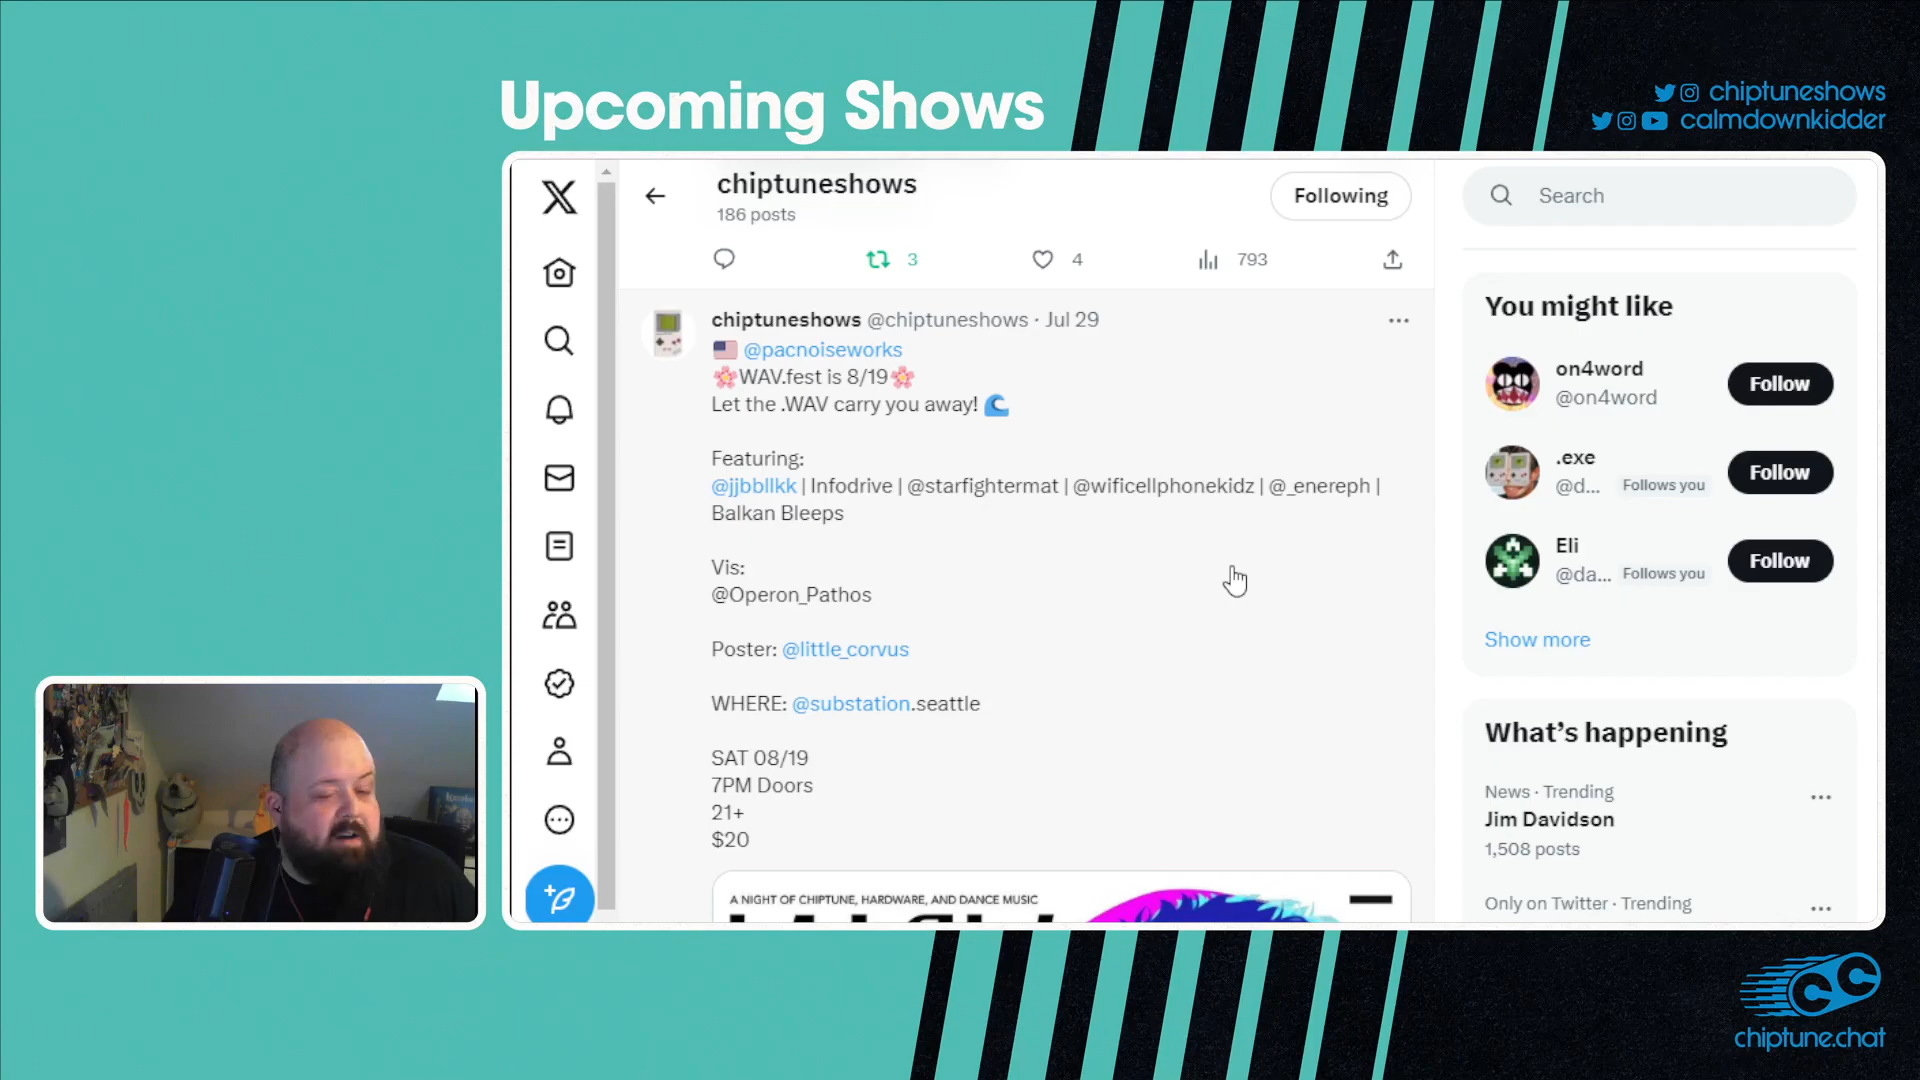 Upcoming Shows
chiptuneshows
calmdownkidder
chiptuneshows
186 posts
Following
Search
3
4
793
chiptuneshows @chiptuneshows · Jul 29
@pacnoiseworks
🌸WAV.fest is 8/19🌸
Let the .WAV carry you away! 🌊
Featuring:
@jjbbllkk | Infodrive | @starfightermat | @wificellphonekidz | @_enereph |
Balkan Bleeps
Vis:
@Operon_Pathos
Poster: @little_corvus
WHERE: @substation.seattle
SAT 08/19
7PM Doors
21+
$20
A NIGHT OF CHIPTUNE, HARDWARE, AND DANCE MUSIC
You might like
on4word
@on4word
Follow
.exe
@d... Follows you
Follow
Eli
@da... Follows you
Follow
Show more
What's happening
News · Trending
Jim Davidson
1,508 posts
Only on Twitter · Trending
chiptune.chat